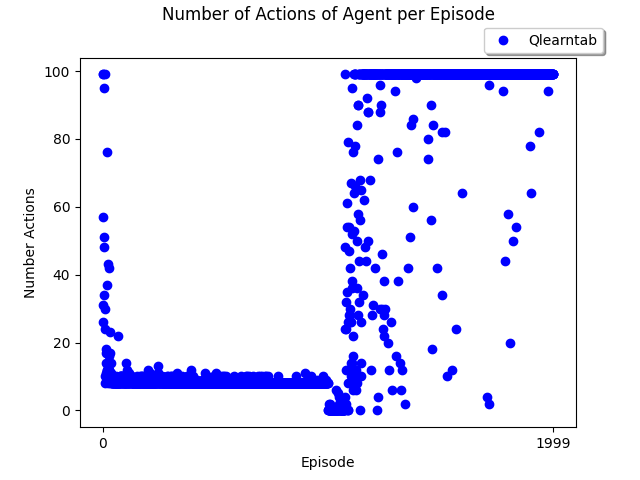 Number of Actions of Agent per Episode
Qlearntab
100
80
60
40
20
0
Number Actions
0
1999
Episode